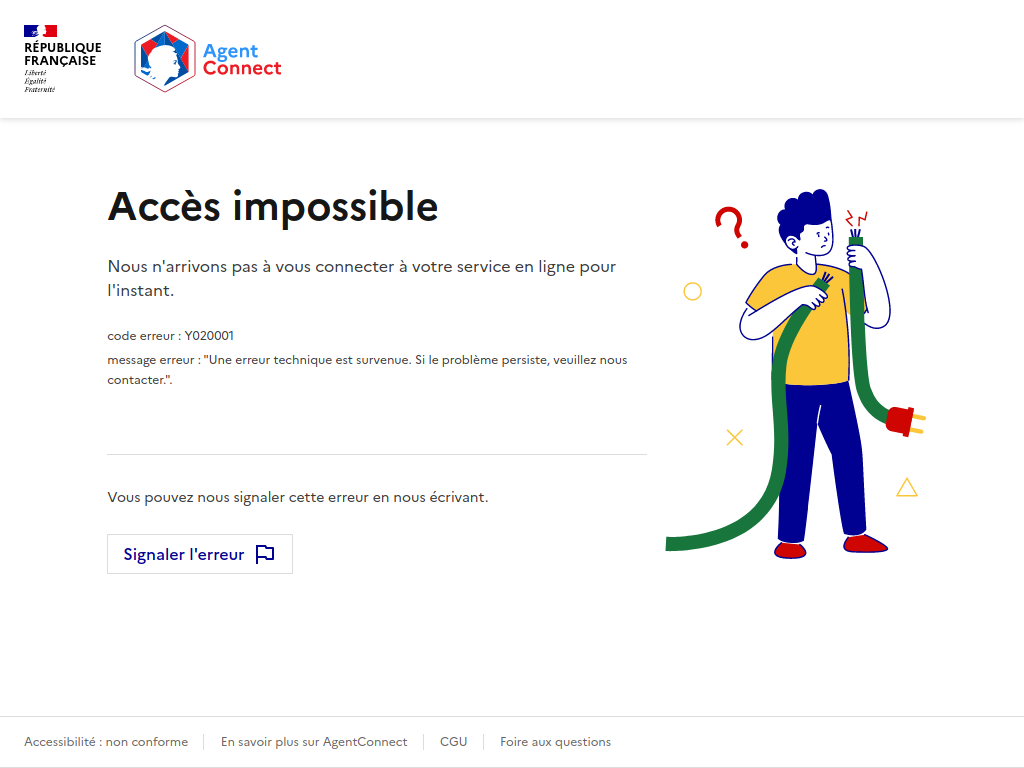 RÉPUBLIQUE
FRANÇAISE
Liberté
Égalité
Fraternité
Agent
Connect
Accès impossible
Nous n'arrivons pas à vous connecter à votre service en ligne pour
l'instant.
code erreur : Y020001
message erreur : "Une erreur technique est survenue. Si le problème persiste, veuillez nous
contacter.".
Vous pouvez nous signaler cette erreur en nous écrivant.
Signaler l'erreur
Accessibilité : non conforme
En savoir plus sur AgentConnect
CGU
Foire aux questions